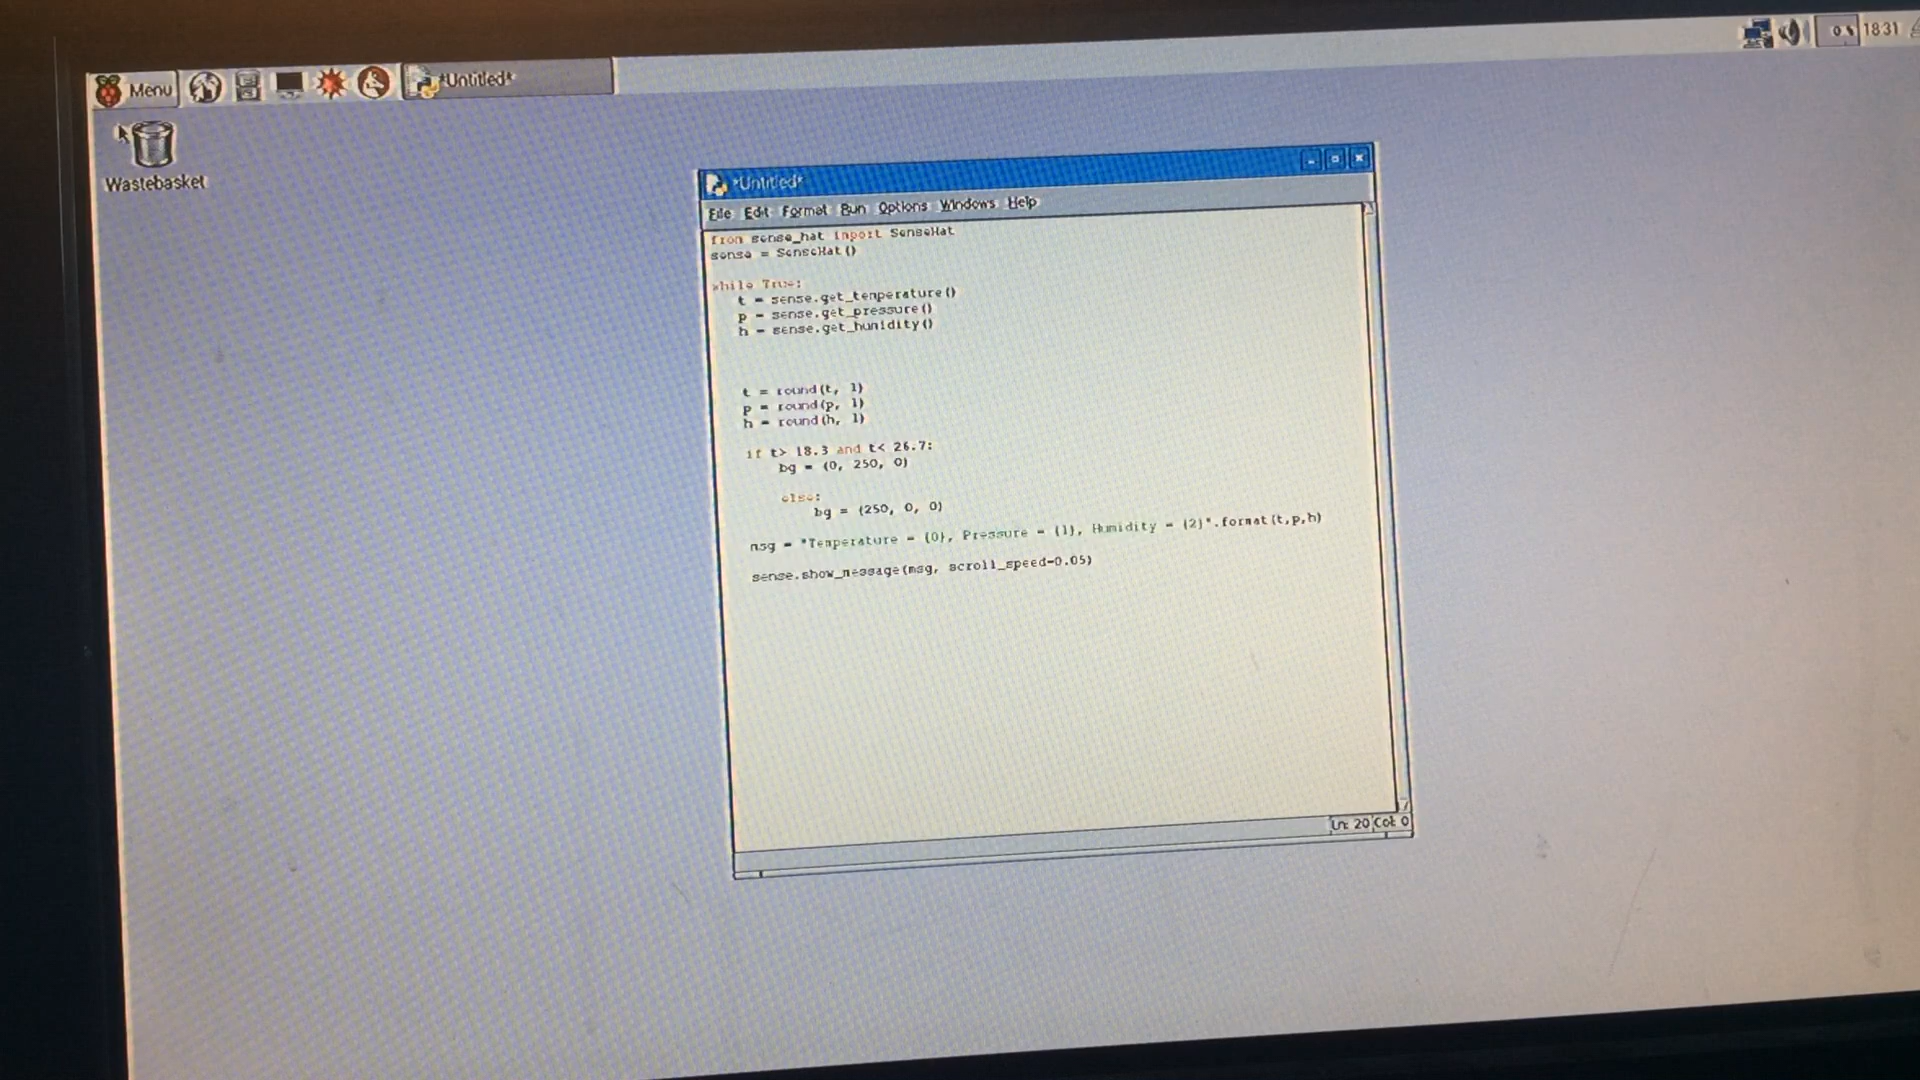 Menu
*Untitled*
0 %
18:31
Wastebasket
*Untitled*
File Edit Format Run Options Windows Help
from sense_hat import SenseHat
sense = SenseHat()
while True:
t = sense.get_temperature()
p = sense.get_pressure()
h = sense.get_humidity()
t = round(t, 1)
p = round(p, 1)
h = round(h, 1)
if t> 18.3 and t< 26.7:
bg = (0, 250, 0)
else:
bg = (250, 0, 0)
msg = "Temperature = {0}, Pressure = {1}, Humidity = {2}".format(t,p,h)
sense.show_message(msg, scroll_speed=0.05)
Ln: 20 Col: 0